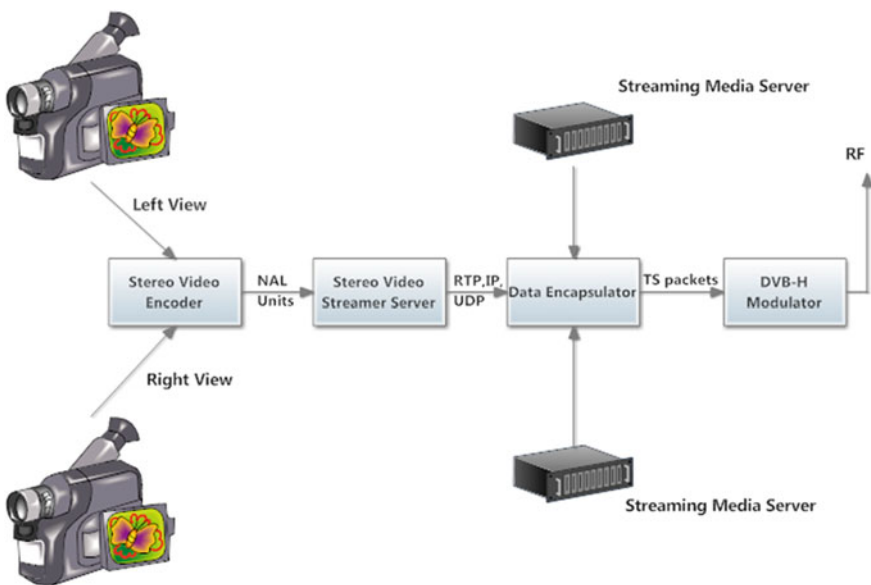 Streaming Media Server
RF
Left View
Stereo Video
Encoder
NAL
Units
Stereo Video
Streamer Server
RTP,IP,
UDP
Data Encapsulator
TS packets
DVB-H
Modulator
Right View
Streaming Media Server